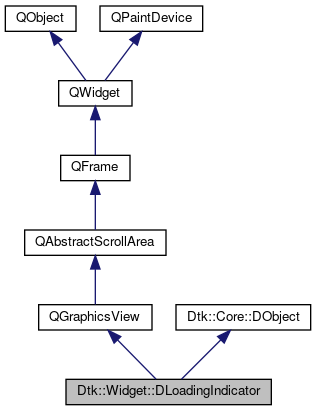 QObject
QPaintDevice
QWidget
QFrame
QAbstractScrollArea
QGraphicsView
Dtk::Core::DObject
Dtk::Widget::DLoadingIndicator